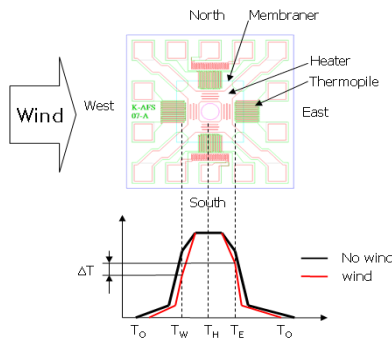 North
Membraner
Heater
Thermopile
Wind
West
K-AFS
07-A
East
South
No wind
wind
ΔT
T_O T_W T_H T_E T_O